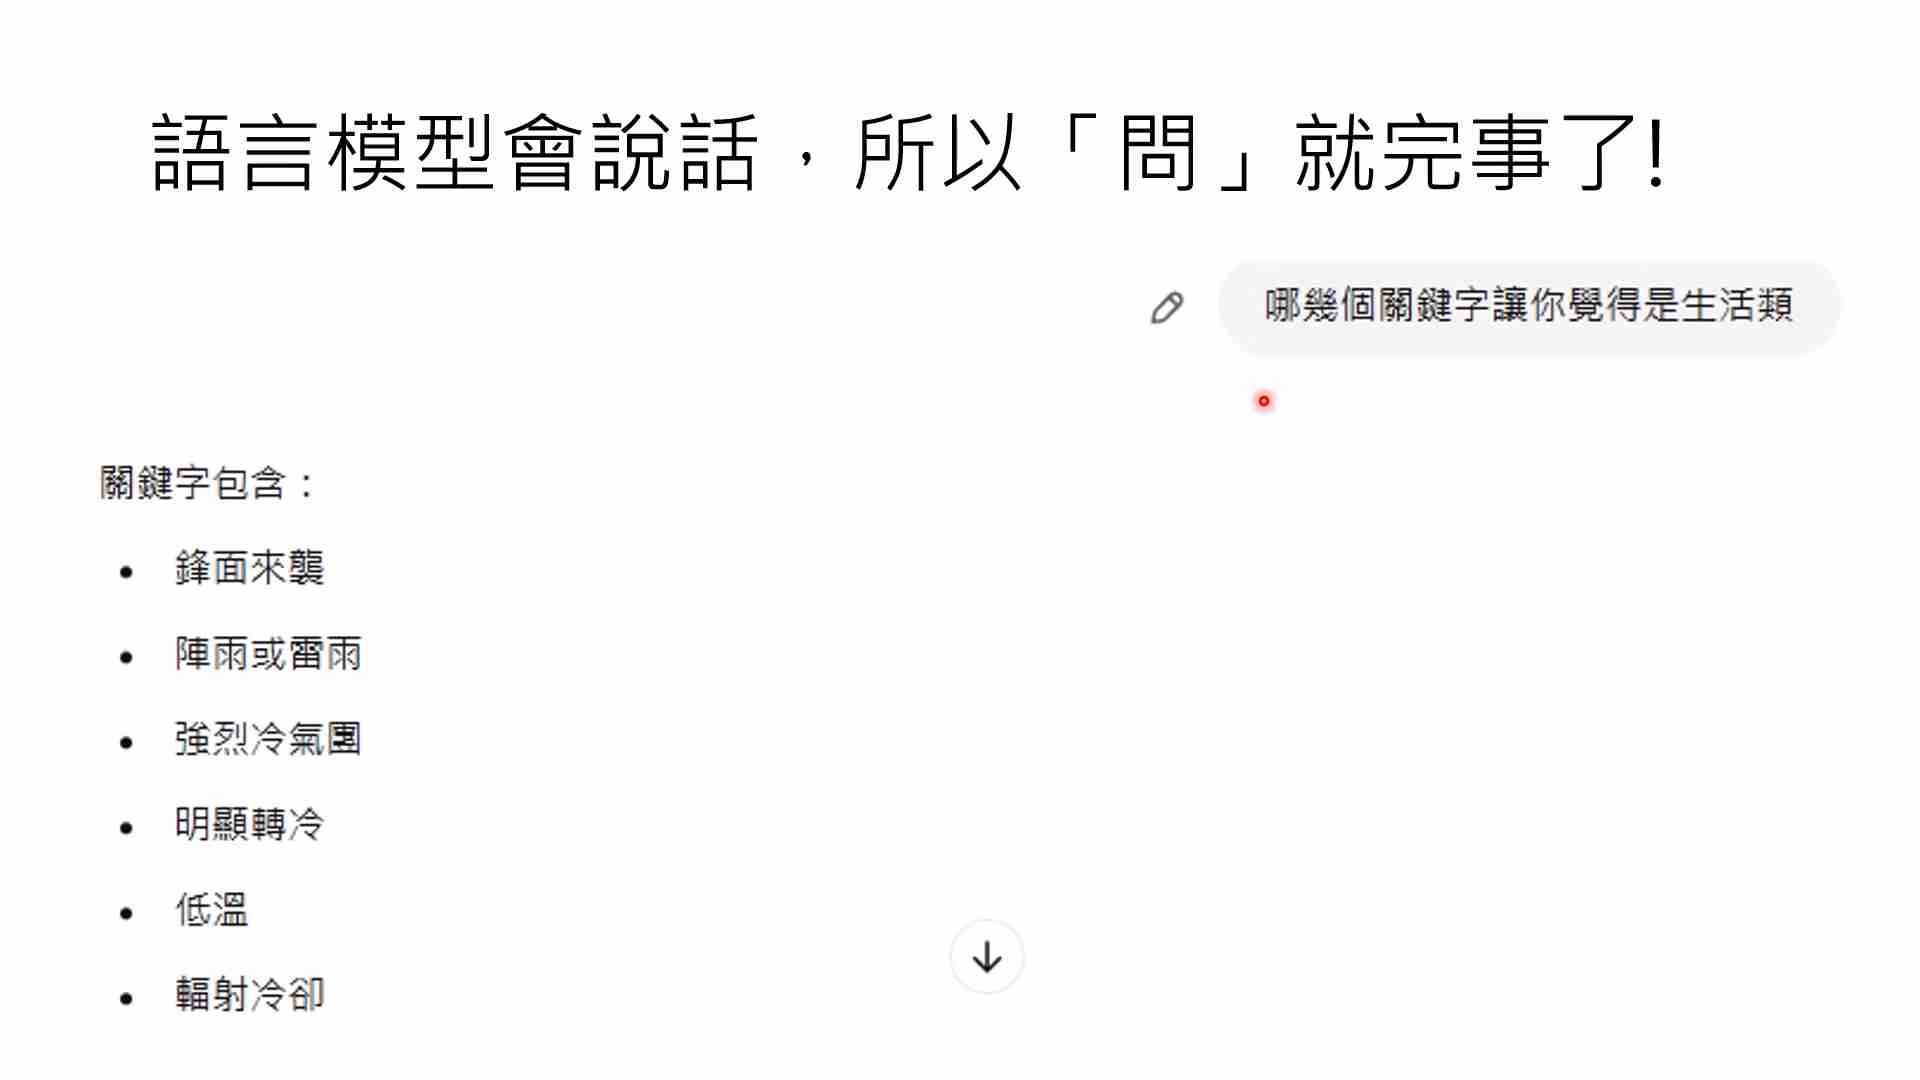 語言模型會說話，所以「問」就完事了!
哪幾個關鍵字讓你覺得是生活類
關鍵字包含：
• 鋒面來襲
• 陣雨或雷雨
• 強烈冷氣團
• 明顯轉冷
• 低溫
• 輻射冷卻